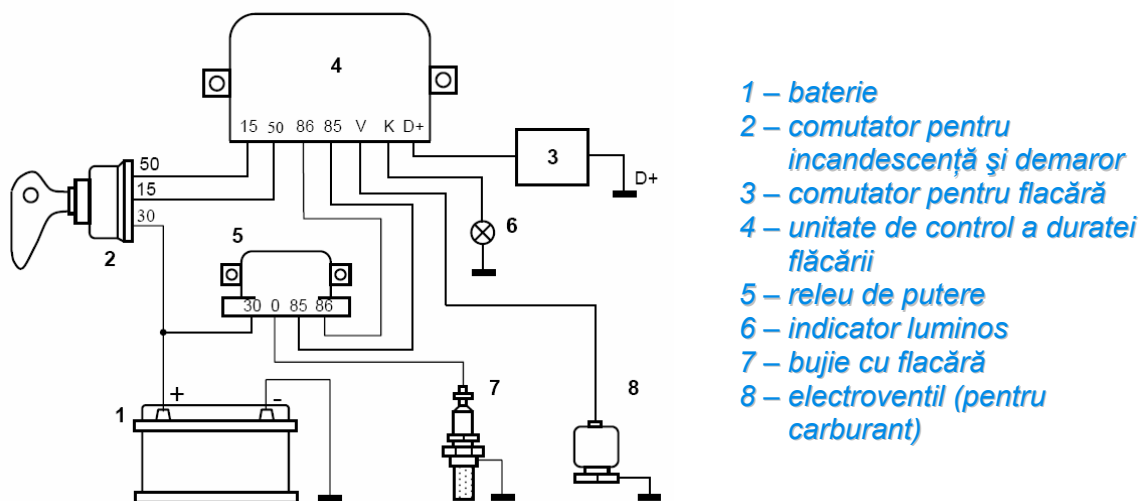 4
15 50 86 85 V K D+
3
D+
50
15
30
2
6
5
30 0 85 86
7
8
1
+ -
1 – baterie
2 – comutator pentru
incandescență şi demaror
3 – comutator pentru flacără
4 – unitate de control a duratei
flăcării
5 – releu de putere
6 – indicator luminos
7 – bujie cu flacără
8 – electroventil (pentru
carburant)